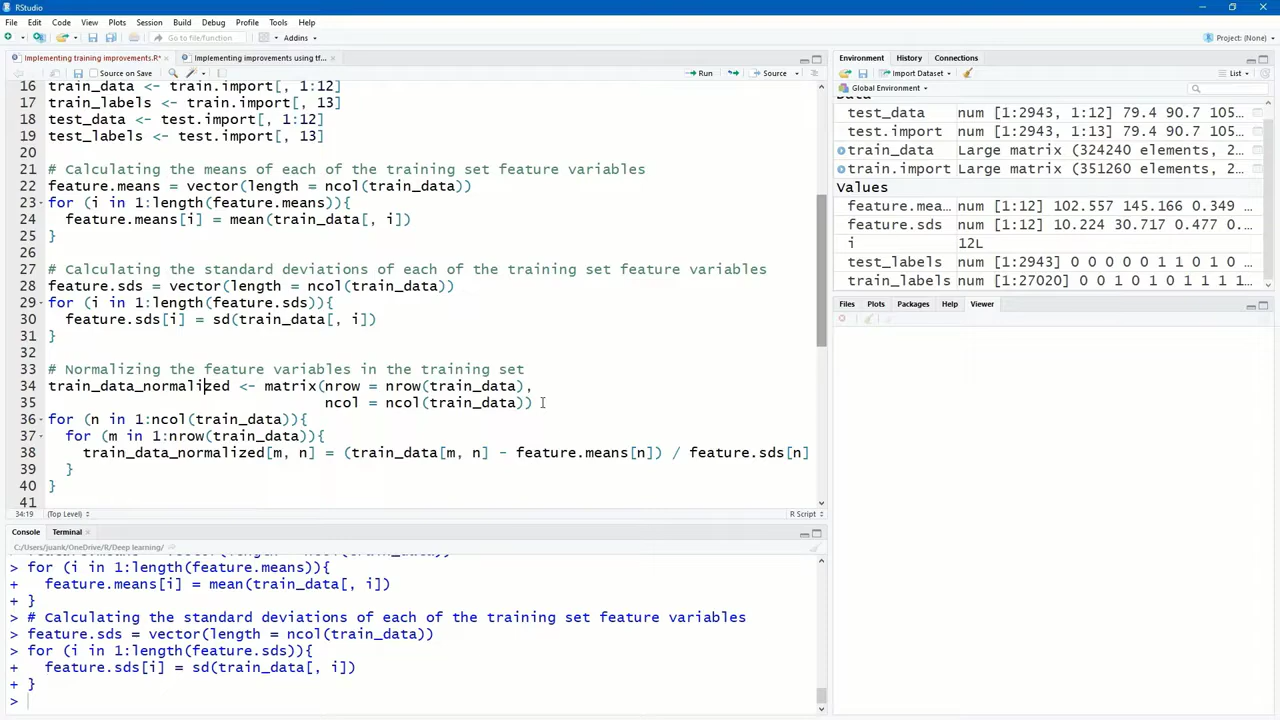 RStudio
File Edit Code View Plots Session Build Debug Profile Tools Help
Go to file/function Addins Project: (None)
Implementing training improvements.R* Implementing improvements using tf...
Source on Save Run Source
16 train_data <- train.import[, 1:12]
17 train_labels <- train.import[, 13]
18 test_data <- test.import[, 1:12]
19 test_labels <- test.import[, 13]
20
21 # Calculating the means of each of the training set feature variables
22 feature.means = vector(length = ncol(train_data))
23 for (i in 1:length(feature.means)){
24 feature.means[i] = mean(train_data[, i])
25 }
26
27 # Calculating the standard deviations of each of the training set feature variables
28 feature.sds = vector(length = ncol(train_data))
29 for (i in 1:length(feature.sds)){
30 feature.sds[i] = sd(train_data[, i])
31 }
32
33 # Normalizing the feature variables in the training set
34 train_data_normalized <- matrix(nrow = nrow(train_data),
35 ncol = ncol(train_data))
36 for (n in 1:ncol(train_data)){
37 for (m in 1:nrow(train_data)){
38 train_data_normalized[m, n] = (train_data[m, n] - feature.means[n]) / feature.sds[n]
39 }
40 }
41
34:19 (Top Level) R Script
Console Terminal
C:/Users/juank/OneDrive/R/Deep learning/
> for (i in 1:length(feature.means)){
+ feature.means[i] = mean(train_data[, i])
+ }
> # Calculating the standard deviations of each of the training set feature variables
> feature.sds = vector(length = ncol(train_data))
> for (i in 1:length(feature.sds)){
+ feature.sds[i] = sd(train_data[, i])
+ }
>
Environment History Connections
Import Dataset List
Global Environment
Data
test_data num [1:2943, 1:12] 79.4 90.7 105...
test.import num [1:2943, 1:13] 79.4 90.7 105...
train_data Large matrix (324240 elements, 2...
train.import Large matrix (351260 elements, 2...
Values
feature.mea... num [1:12] 102.557 145.166 0.349 ...
feature.sds num [1:12] 10.224 30.717 0.477 0....
i 12L
test_labels num [1:2943] 0 0 0 0 0 1 1 0 1 0 ...
train_labels num [1:27020] 0 0 1 0 1 0 1 1 1 1...
Files Plots Packages Help Viewer